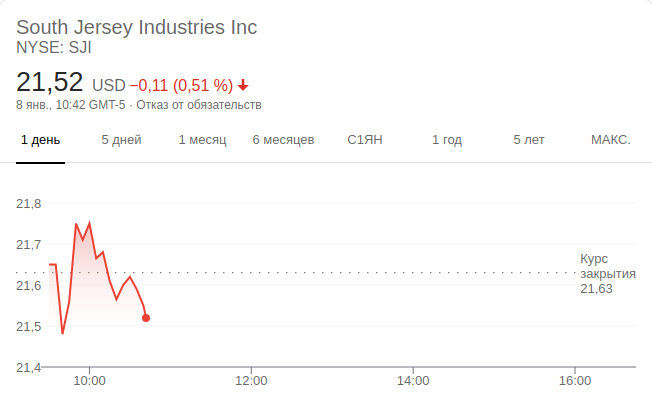 South Jersey Industries Inc
NYSE: SJI
21,52 USD −0,11 (0,51 %)
8 янв., 10:42 GMT-5 · Отказ от обязательств
1 день 5 дней 1 месяц 6 месяцев С1ЯН 1 год 5 лет МАКС.
21,8
21,7
21,6
21,5
21,4
Курс
закрытия
21,63
10:00 12:00 14:00 16:00